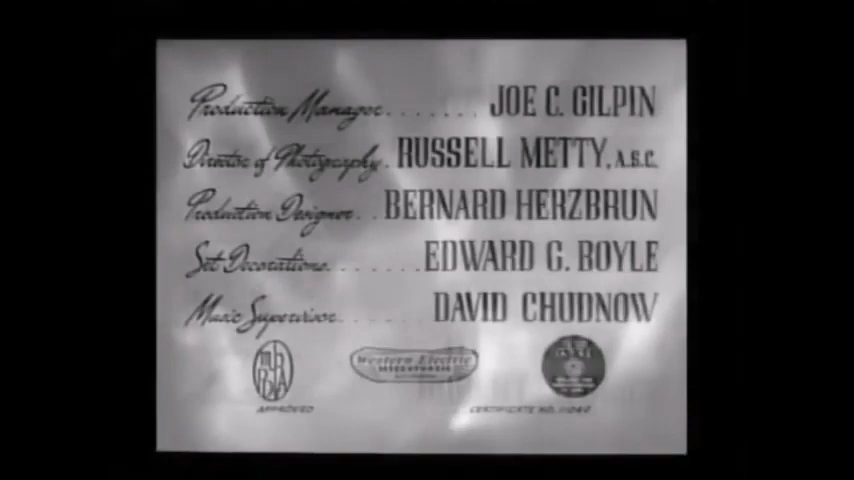 Production Manager....... JOE C. GILPIN
Director of Photography. RUSSELL METTY, A.S.C.
Production Designer.. BERNARD HERZBRUN
Set Decorations....... EDWARD G. BOYLE
Music Supervisor...... DAVID CHUDNOW
Western Electric
APPROVED
CERTIFICATE NO.